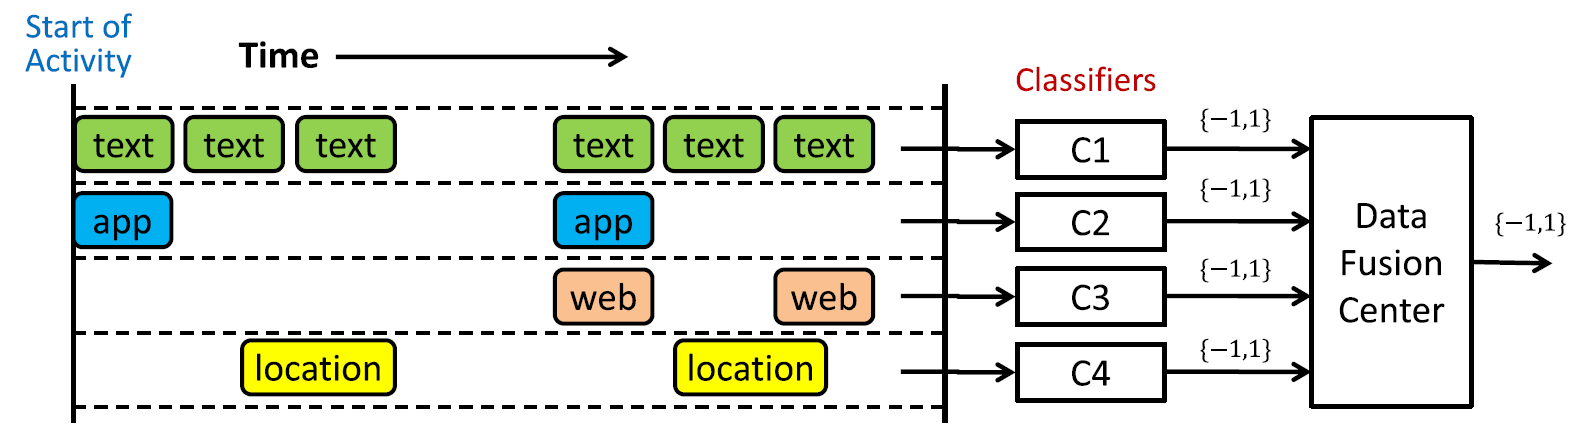 Start of
Activity
Time
Classifiers
text text text text text text
C1
{−1,1}
app app
C2
{−1,1}
web web
C3
{−1,1}
location location
C4
{−1,1}
Data
Fusion
Center
{−1,1}